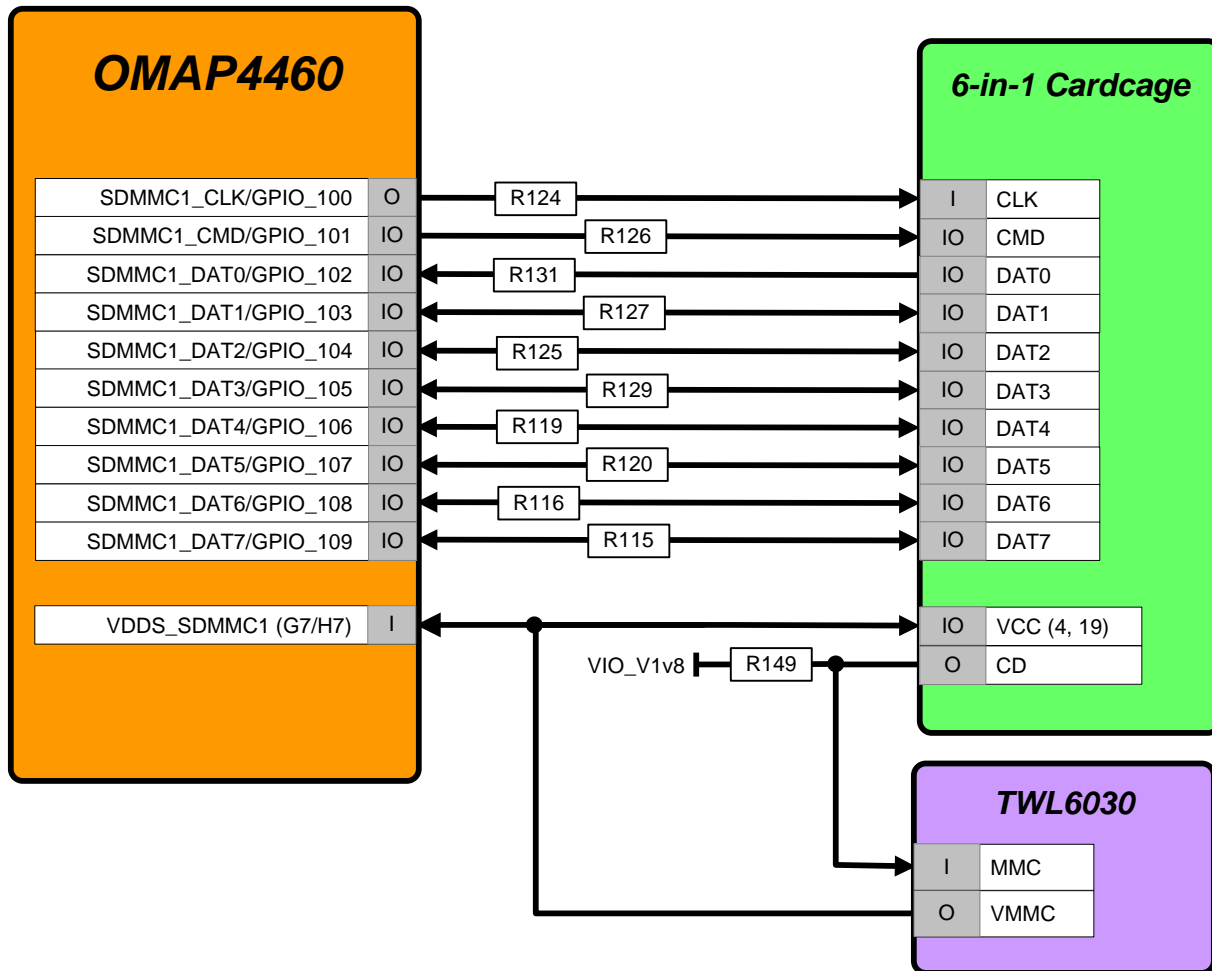 OMAP4460
6-in-1 Cardcage
SDMMC1_CLK/GPIO_100 O R124 I CLK
SDMMC1_CMD/GPIO_101 IO R126 IO CMD
SDMMC1_DAT0/GPIO_102 IO R131 IO DAT0
SDMMC1_DAT1/GPIO_103 IO R127 IO DAT1
SDMMC1_DAT2/GPIO_104 IO R125 IO DAT2
SDMMC1_DAT3/GPIO_105 IO R129 IO DAT3
SDMMC1_DAT4/GPIO_106 IO R119 IO DAT4
SDMMC1_DAT5/GPIO_107 IO R120 IO DAT5
SDMMC1_DAT6/GPIO_108 IO R116 IO DAT6
SDMMC1_DAT7/GPIO_109 IO R115 IO DAT7
VDDS_SDMMC1 (G7/H7) I IO VCC (4, 19)
VIO_V1v8 R149 O CD
TWL6030
I MMC
O VMMC